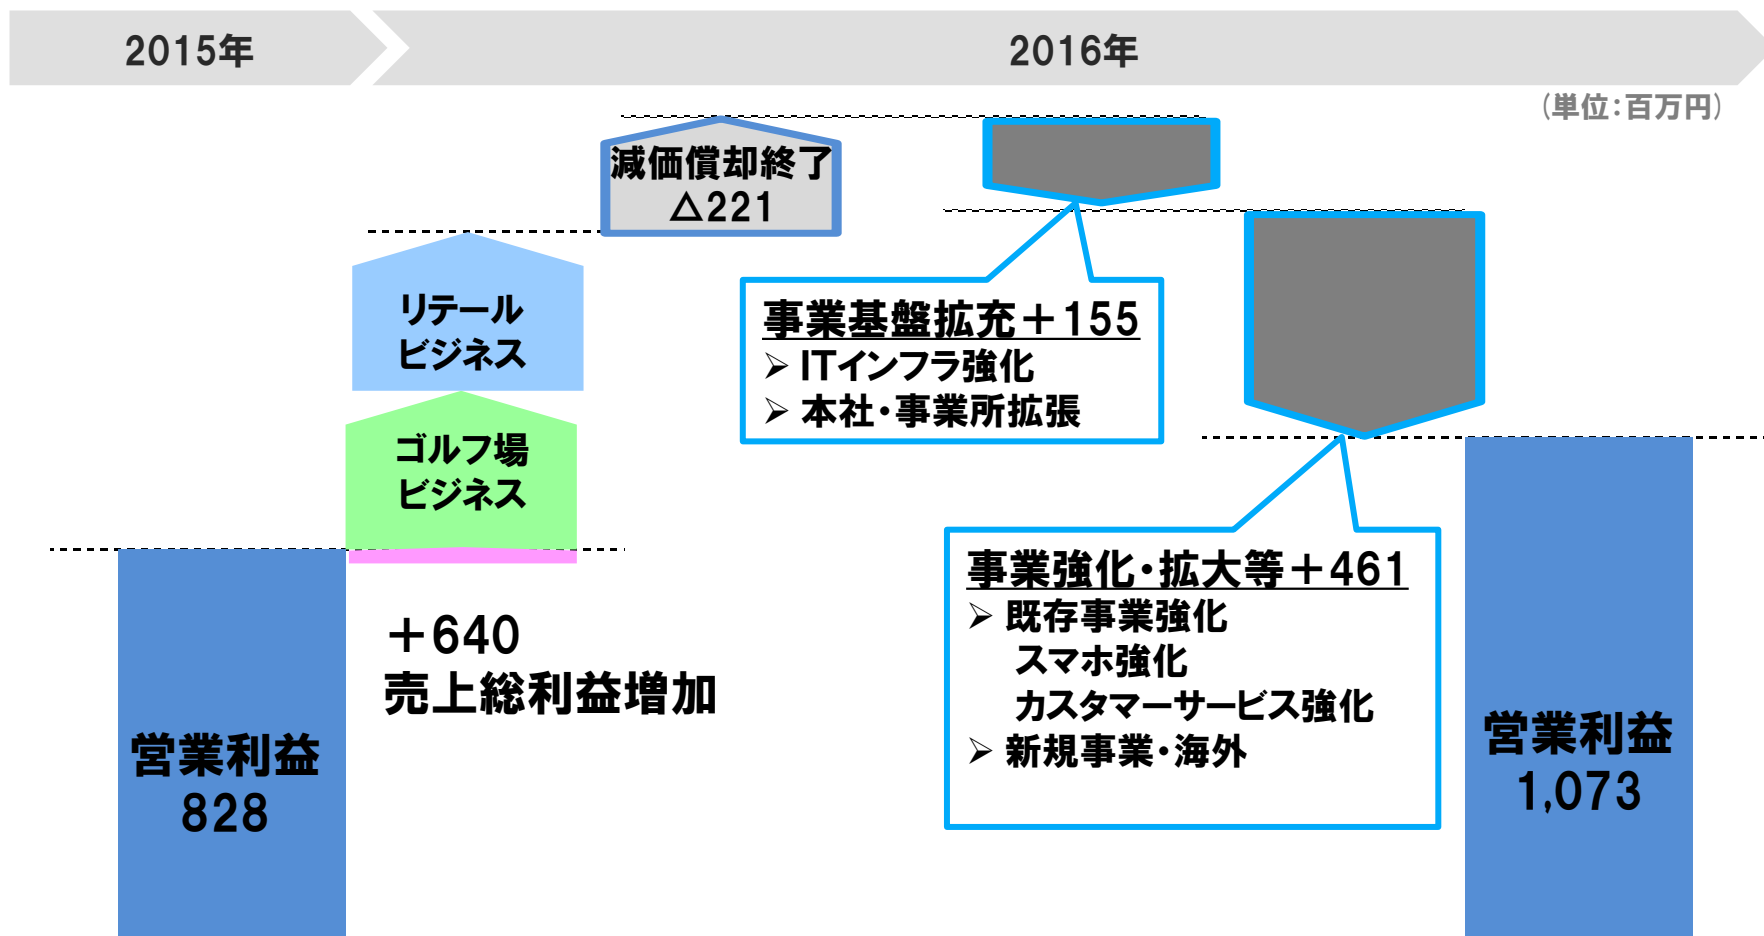 2015年
2016年
(単位：百万円)
減価償却終了
△221
リテール
ビジネス
ゴルフ場
ビジネス
事業基盤拡充＋155
➢ ITインフラ強化
➢ 本社・事業所拡張
＋640
売上総利益増加
事業強化・拡大等＋461
➢ 既存事業強化
スマホ強化
カスタマーサービス強化
➢ 新規事業・海外
営業利益
828
営業利益
1,073